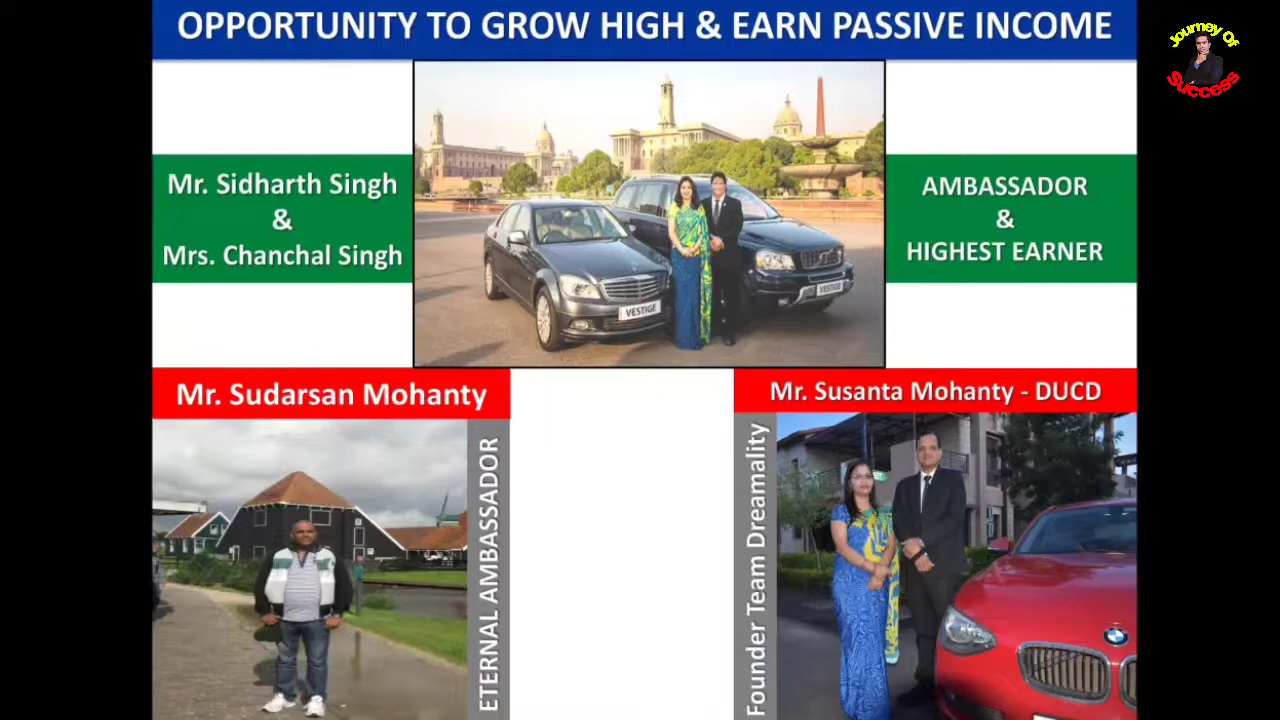 OPPORTUNITY TO GROW HIGH & EARN PASSIVE INCOME
Journey Of
Success
Mr. Sidharth Singh
&
Mrs. Chanchal Singh
VESTIGE
VESTIGE
AMBASSADOR
&
HIGHEST EARNER
Mr. Sudarsan Mohanty
ETERNAL AMBASSADOR
Mr. Susanta Mohanty - DUCD
Founder Team Dreamality